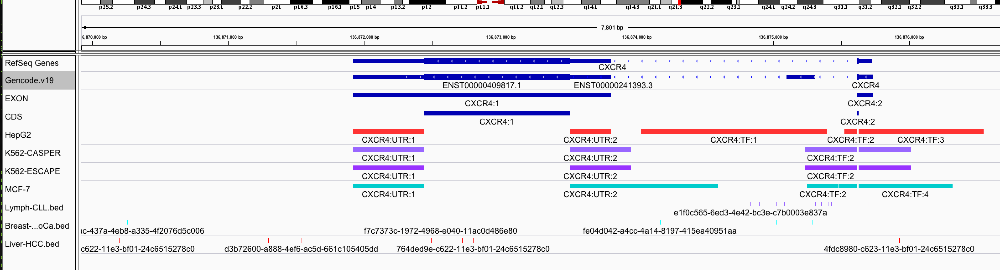 p25.2 p24.3 p24.1 p23.3 p23.1 p22.2 p21 p16.3 p16.1 p15 p14 p13.2 p12 p11.2 p11.1 q11.2 q12.1 q12.3 q14.1 q14.3 q21.1 q21.3 q22.2 q23.1 q24.1 q24.2 q24.3 q31.1 q31.2 q32.1 q32.2 q33.1 q33.3
7,801 bp
6,870,000 bp 136,871,000 bp 136,872,000 bp 136,873,000 bp 136,874,000 bp 136,875,000 bp 136,876,000 bp
RefSeq Genes
CXCR4
Gencode.v19
ENST00000409817.1 ENST00000241393.3 CXCR4
EXON
CXCR4:1 CXCR4:2
CDS
CXCR4:1 CXCR4:2
HepG2
CXCR4:UTR:1 CXCR4:UTR:2 CXCR4:TF:1 CXCR4:TF:2 CXCR4:TF:3
K562-CASPER
CXCR4:UTR:1 CXCR4:UTR:2 CXCR4:TF:2
K562-ESCAPE
CXCR4:UTR:1 CXCR4:UTR:2 CXCR4:TF:2
MCF-7
CXCR4:UTR:1 CXCR4:UTR:2 CXCR4:TF:2 CXCR4:TF:4
Lymph-CLL.bed
e1f0c565-6ed3-4e42-bc3e-c7b0003e837a
Breast-...oCa.bed
c-437a-4eb8-a335-4f2076d5c006 f7c7373c-1972-4968-e040-11ac0d486e80 fe04d042-a4cc-4a14-8197-415ea40951aa
Liver-HCC.bed
c622-11e3-bf01-24c6515278c0 d3b72600-a888-4ef6-ac5d-661c105405dd 764ded9e-c622-11e3-bf01-24c6515278c0 4fdc8980-c623-11e3-bf01-24c6515278c0